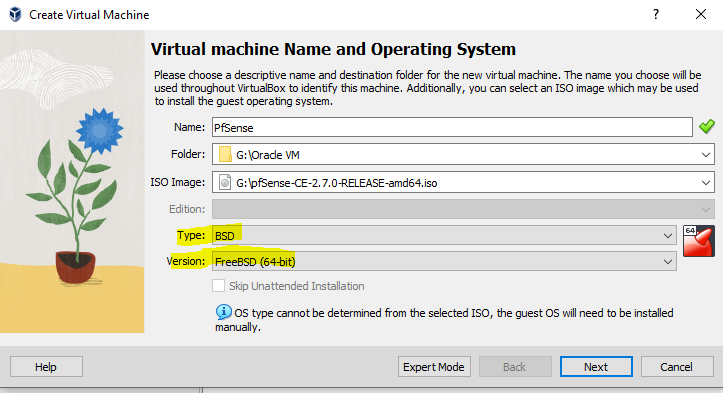 Create Virtual Machine
? ×
Virtual machine Name and Operating System
Please choose a descriptive name and destination folder for the new virtual machine. The name you choose will be
used throughout VirtualBox to identify this machine. Additionally, you can select an ISO image which may be used
to install the guest operating system.
Name: PfSense
Folder: G:\Oracle VM
ISO Image: G:\pfSense-CE-2.7.0-RELEASE-amd64.iso
Edition:
Type: BSD
64
Version: FreeBSD (64-bit)
Skip Unattended Installation
OS type cannot be determined from the selected ISO, the guest OS will need to be installed
manually.
Help Expert Mode Back Next Cancel